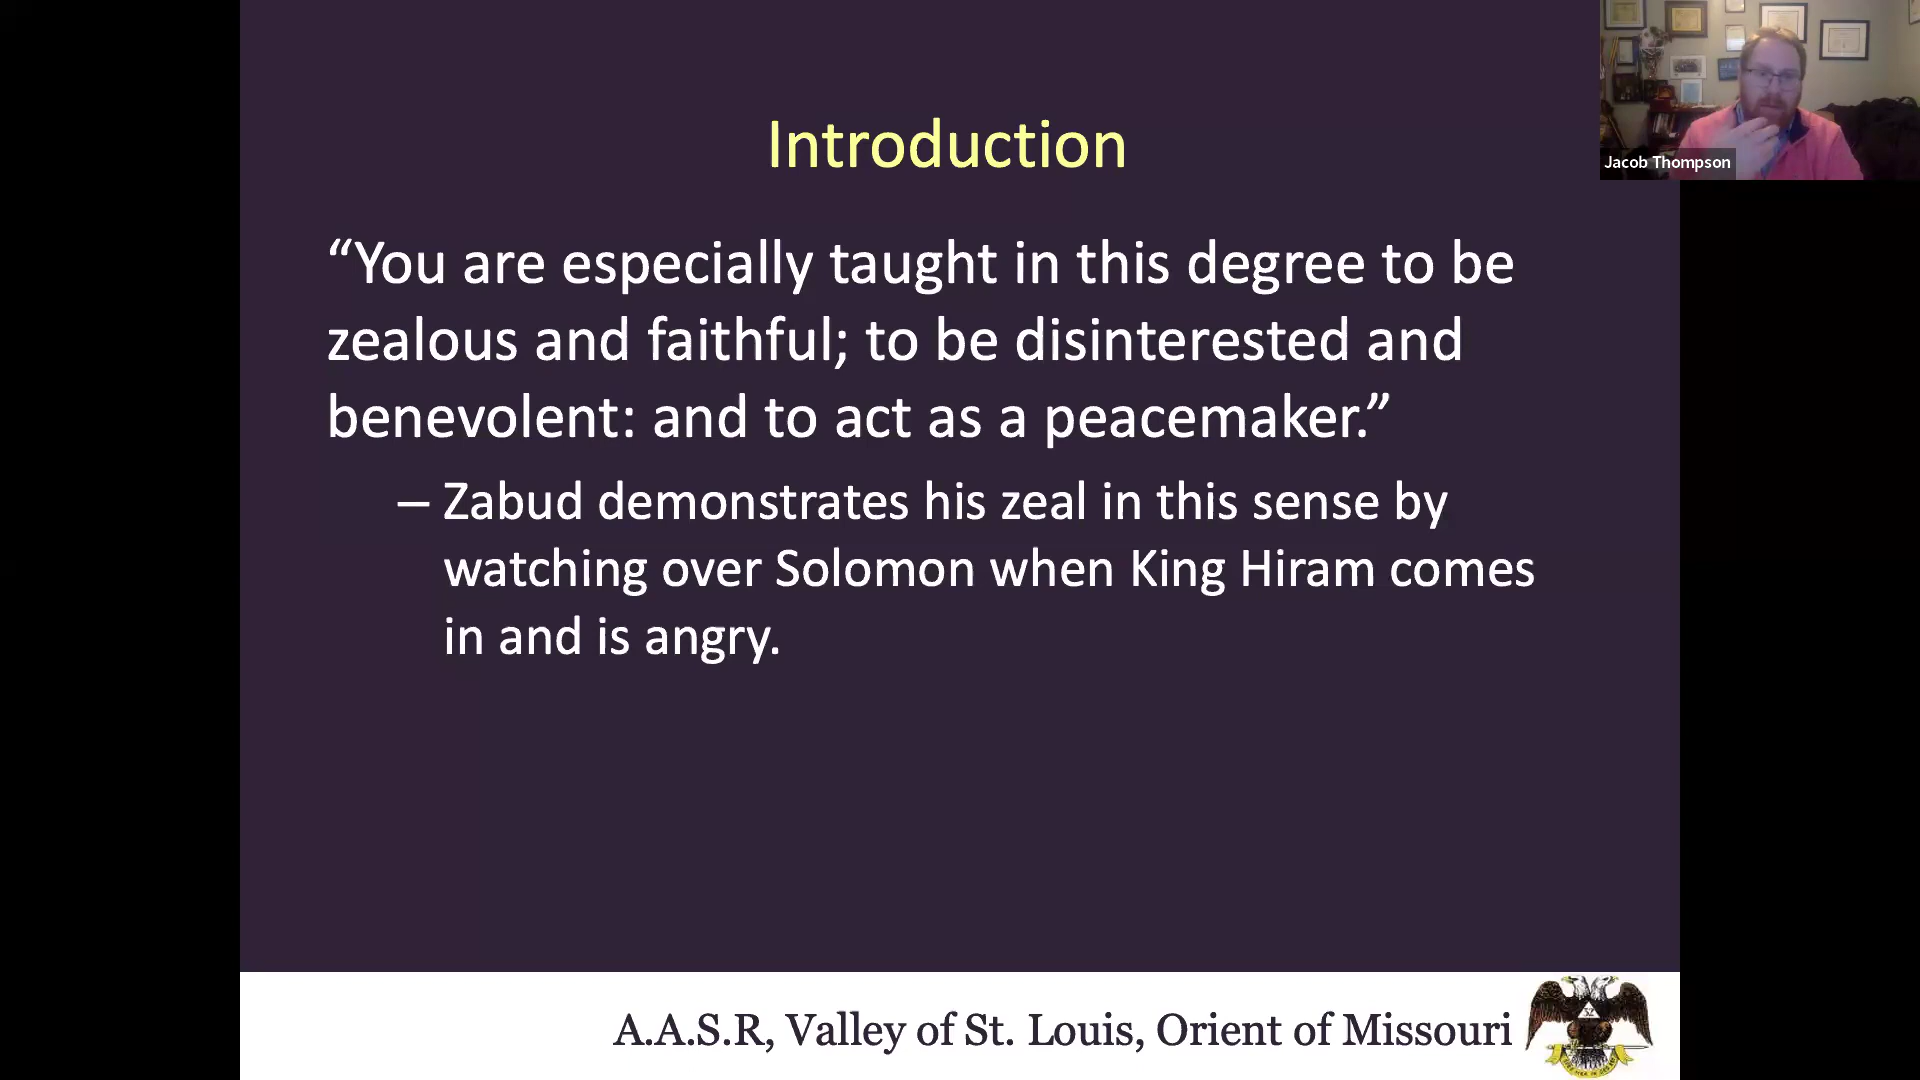 Introduction
“You are especially taught in this degree to be
zealous and faithful; to be disinterested and
benevolent: and to act as a peacemaker.”
– Zabud demonstrates his zeal in this sense by
watching over Solomon when King Hiram comes
in and is angry.
Jacob Thompson
A.A.S.R, Valley of St. Louis, Orient of Missouri